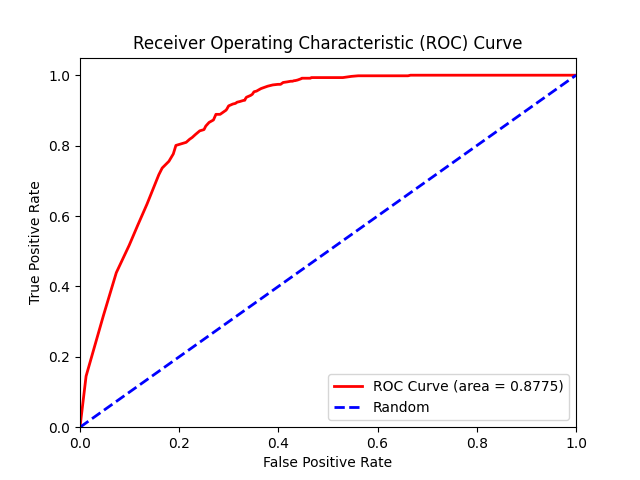 Receiver Operating Characteristic (ROC) Curve
True Positive Rate
1.0
0.8
0.6
0.4
0.2
0.0
0.0 0.2 0.4 0.6 0.8 1.0
False Positive Rate
ROC Curve (area = 0.8775)
Random